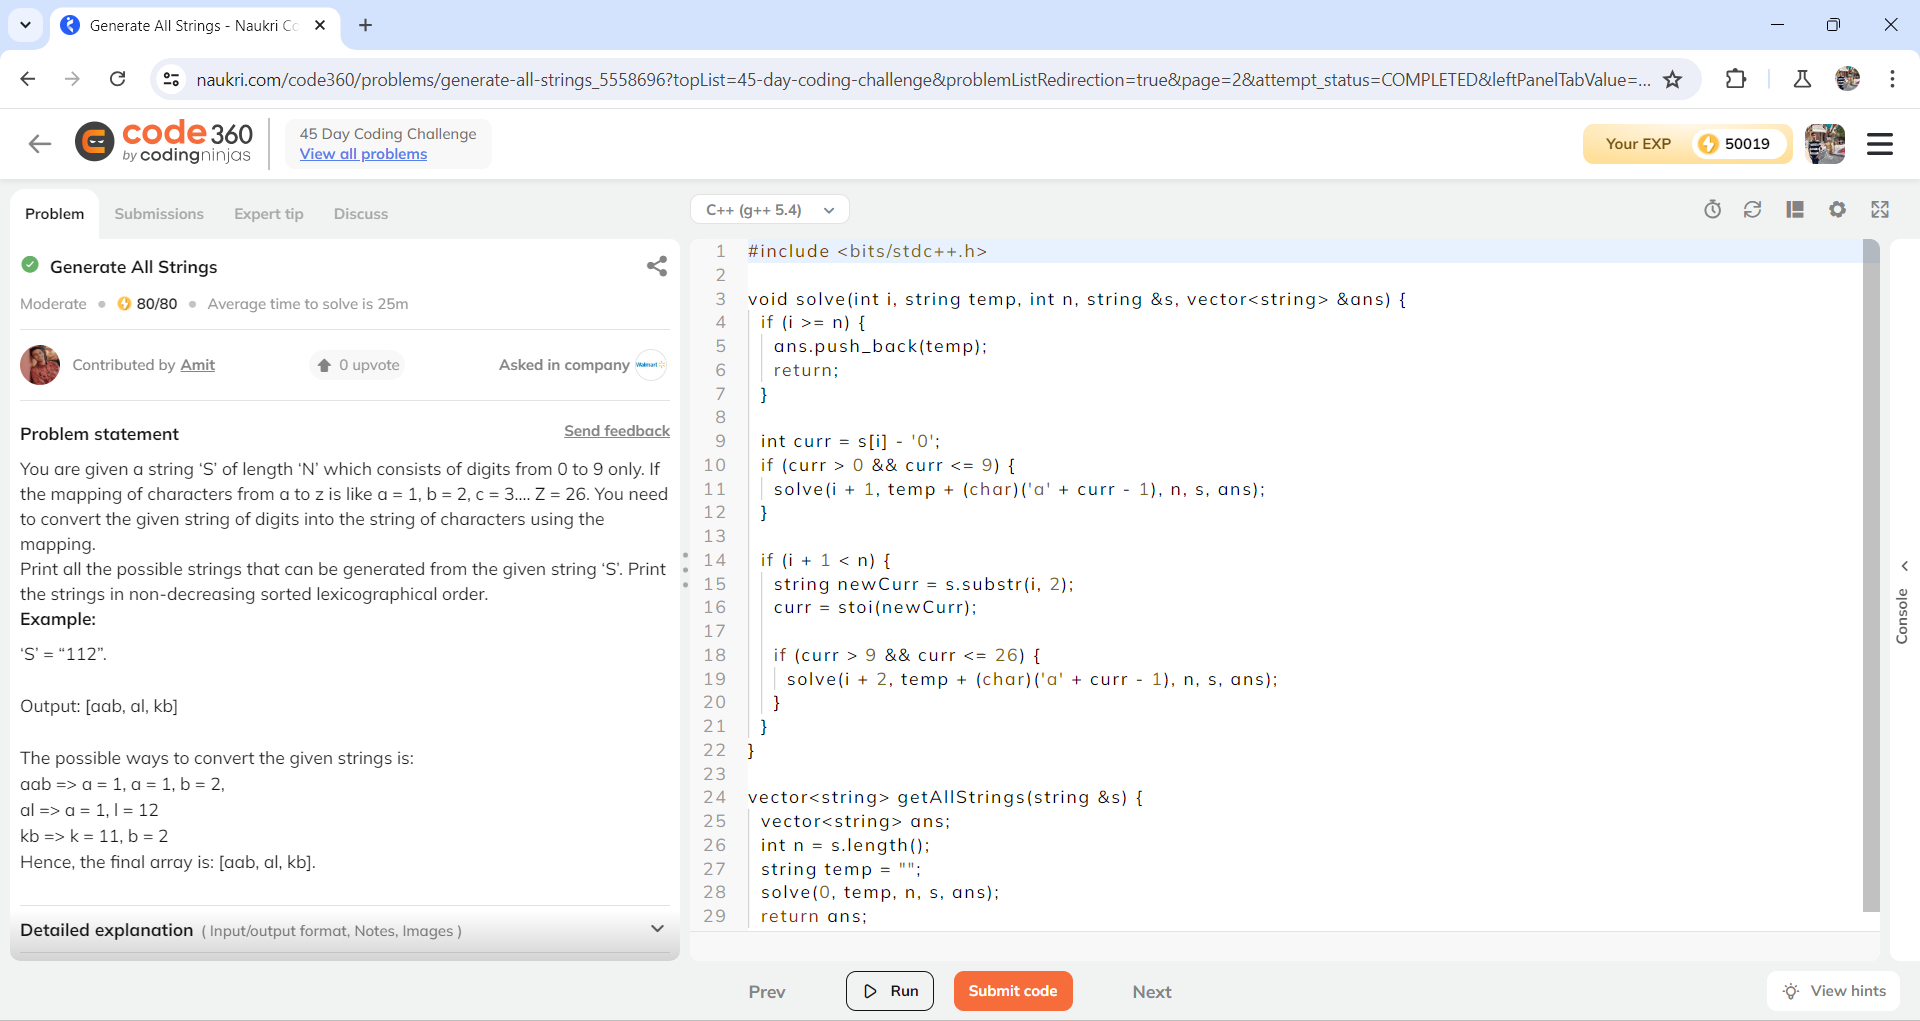 Generate All Strings - Naukri Co
naukri.com/code360/problems/generate-all-strings_5558696?topList=45-day-coding-challenge&problemListRedirection=true&page=2&attempt_status=COMPLETED&leftPanelTabValue=...
code 360
by codingninjas
45 Day Coding Challenge
View all problems
Your EXP 50019
Problem Submissions Expert tip Discuss
C++ (g++ 5.4)
Generate All Strings
Moderate 80/80 Average time to solve is 25m
Contributed by Amit 0 upvote Asked in company Walmart
Problem statement Send feedback
You are given a string ‘S’ of length ‘N’ which consists of digits from 0 to 9 only. If
the mapping of characters from a to z is like a = 1, b = 2, c = 3.... Z = 26. You need
to convert the given string of digits into the string of characters using the
mapping.
Print all the possible strings that can be generated from the given string ‘S’. Print
the strings in non-decreasing sorted lexicographical order.
Example:
‘S’ = “112”.
Output: [aab, al, kb]
The possible ways to convert the given strings is:
aab => a = 1, a = 1, b = 2,
al => a = 1, l = 12
kb => k = 11, b = 2
Hence, the final array is: [aab, al, kb].
Detailed explanation ( Input/output format, Notes, Images )
1 #include <bits/stdc++.h>
2
3 void solve(int i, string temp, int n, string &s, vector<string> &ans) {
4 if (i >= n) {
5 ans.push_back(temp);
6 return;
7 }
8
9 int curr = s[i] - '0';
10 if (curr > 0 && curr <= 9) {
11 solve(i + 1, temp + (char)('a' + curr - 1), n, s, ans);
12 }
13
14 if (i + 1 < n) {
15 string newCurr = s.substr(i, 2);
16 curr = stoi(newCurr);
17
18 if (curr > 9 && curr <= 26) {
19 solve(i + 2, temp + (char)('a' + curr - 1), n, s, ans);
20 }
21 }
22 }
23
24 vector<string> getAllStrings(string &s) {
25 vector<string> ans;
26 int n = s.length();
27 string temp = "";
28 solve(0, temp, n, s, ans);
29 return ans;
Console
Prev Run Submit code Next View hints